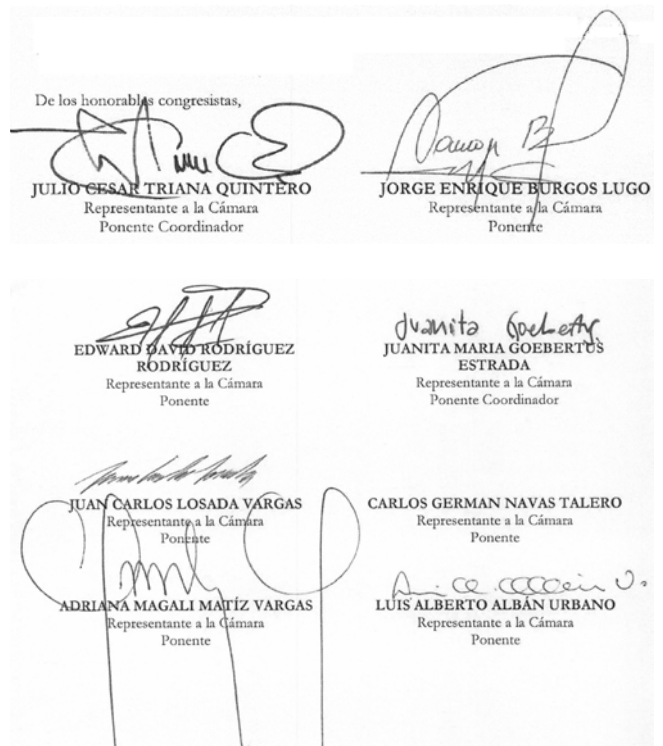 De los honorables congresistas,
JULIO CESAR TRIANA QUINTERO
Representante a la Cámara
Ponente Coordinador
JORGE ENRIQUE BURGOS LUGO
Representante a la Cámara
Ponente
EDWARD DAVID RODRÍGUEZ
RODRÍGUEZ
Representante a la Cámara
Ponente
Juanita Goebertus
JUANITA MARIA GOEBERTUS
ESTRADA
Representante a la Cámara
Ponente Coordinador
JUAN CARLOS LOSADA VARGAS
Representante a la Cámara
Ponente
CARLOS GERMAN NAVAS TALERO
Representante a la Cámara
Ponente
ADRIANA MAGALI MATÍZ VARGAS
Representante a la Cámara
Ponente
LUIS ALBERTO ALBÁN URBANO
Representante a la Cámara
Ponente